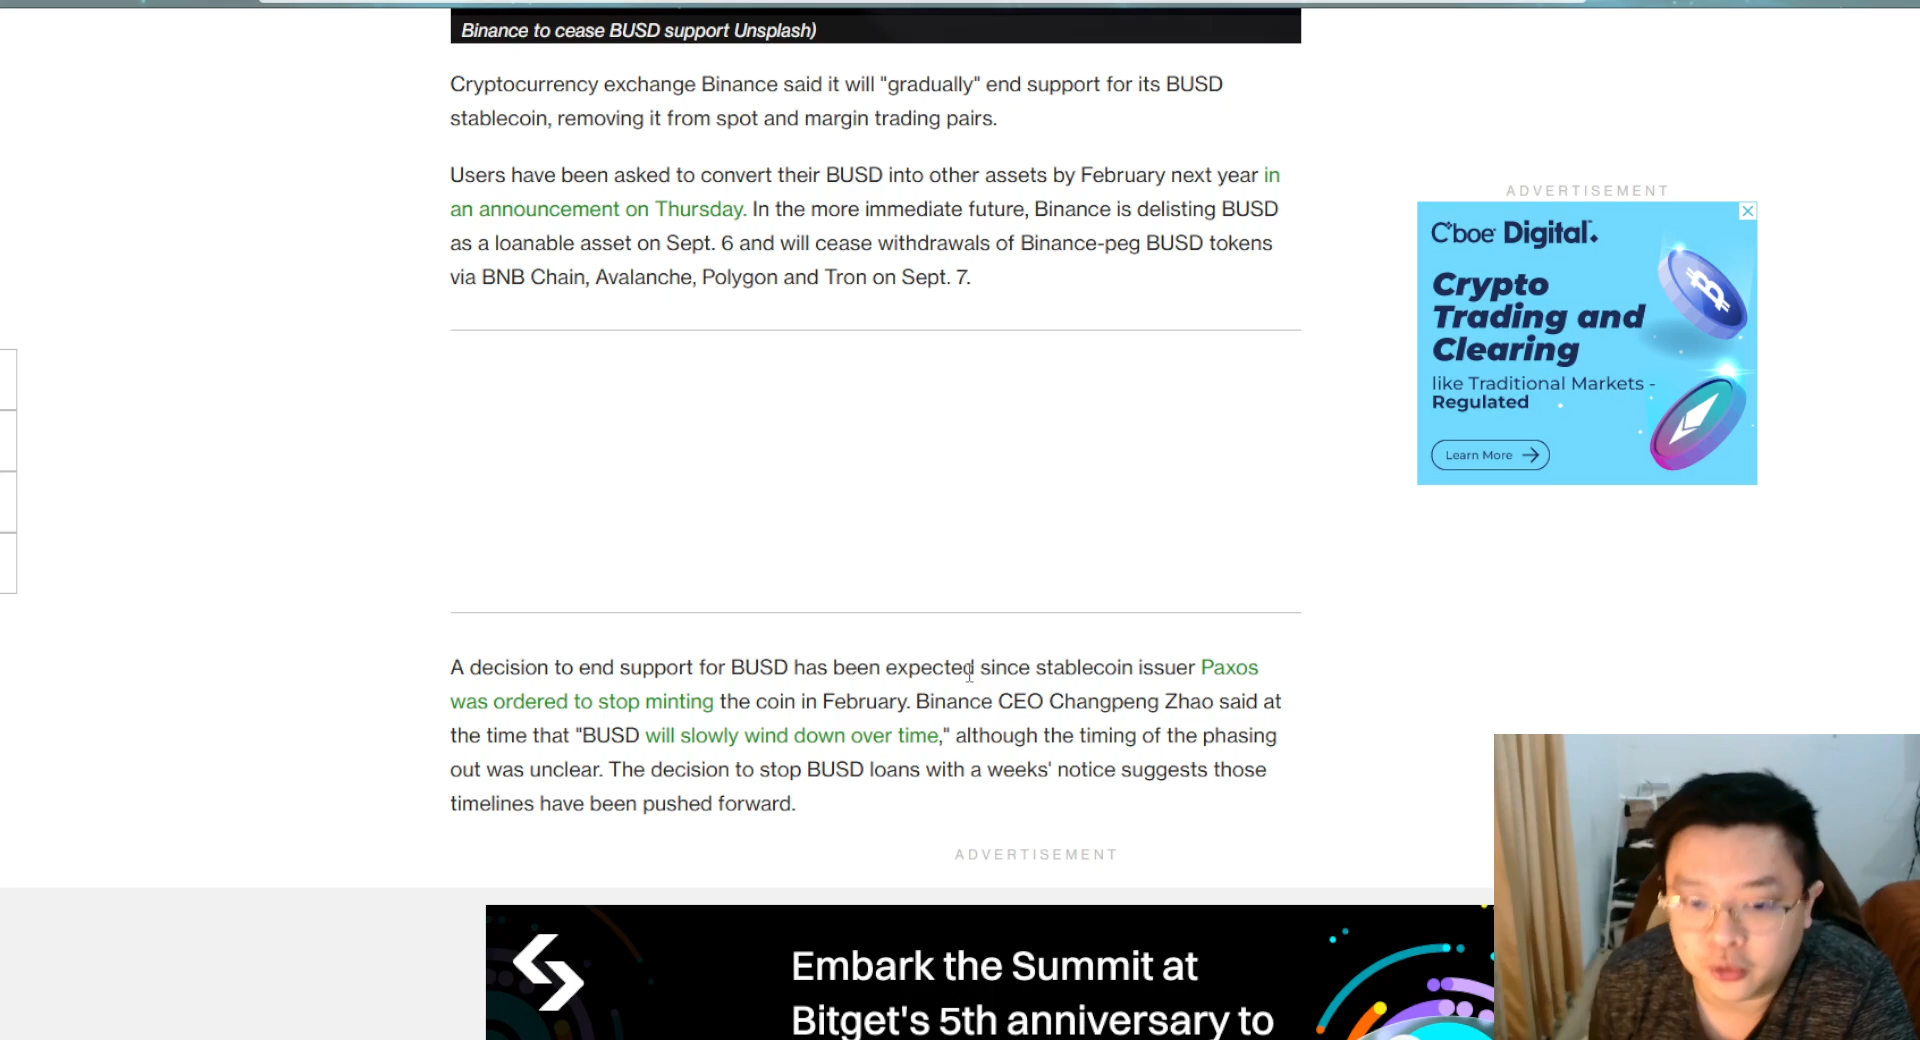 Binance to cease BUSD support Unsplash)
Cryptocurrency exchange Binance said it will "gradually" end support for its BUSD
stablecoin, removing it from spot and margin trading pairs.
Users have been asked to convert their BUSD into other assets by February next year in
an announcement on Thursday. In the more immediate future, Binance is delisting BUSD
as a loanable asset on Sept. 6 and will cease withdrawals of Binance-peg BUSD tokens
via BNB Chain, Avalanche, Polygon and Tron on Sept. 7.
ADVERTISEMENT
Cboe Digital
Crypto
Trading and
Clearing
like Traditional Markets -
Regulated
Learn More →
A decision to end support for BUSD has been expected since stablecoin issuer Paxos
was ordered to stop minting the coin in February. Binance CEO Changpeng Zhao said at
the time that "BUSD will slowly wind down over time," although the timing of the phasing
out was unclear. The decision to stop BUSD loans with a weeks' notice suggests those
timelines have been pushed forward.
ADVERTISEMENT
Embark the Summit at
Bitget's 5th anniversary to